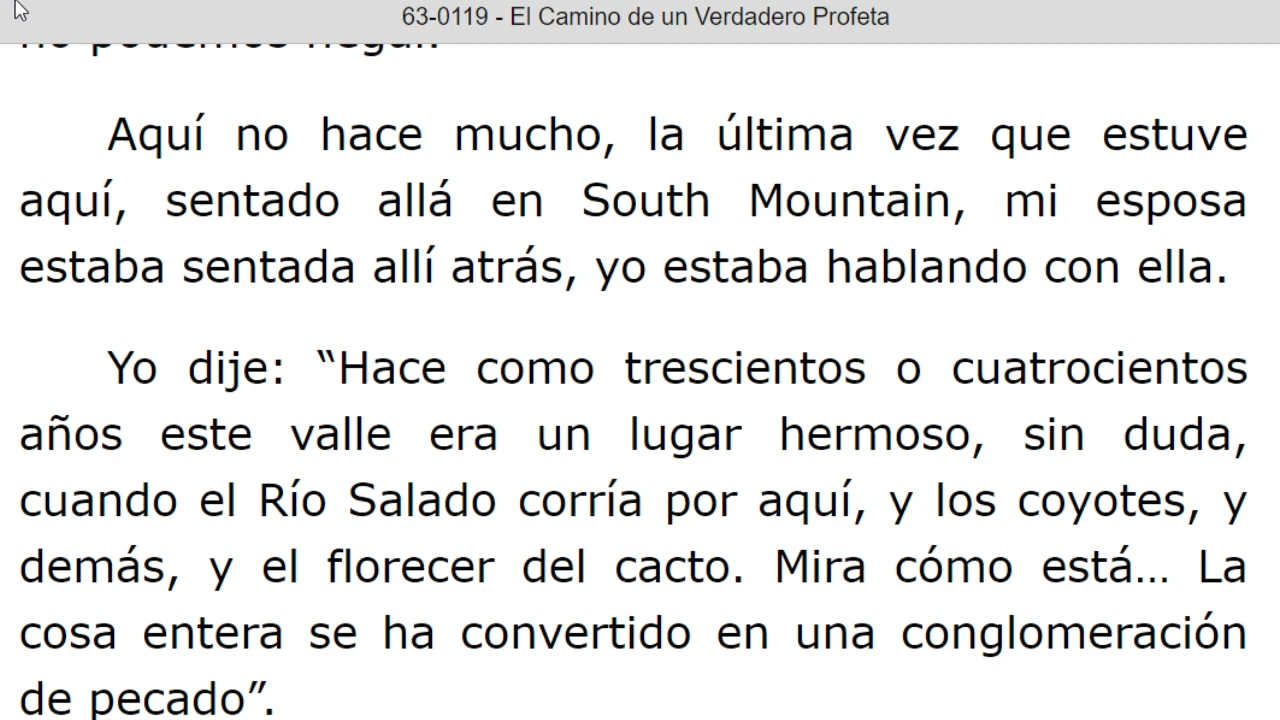 63-0119 - El Camino de un Verdadero Profeta
no podemos negar.
Aquí no hace mucho, la última vez que estuve
aquí, sentado allá en South Mountain, mi esposa
estaba sentada allí atrás, yo estaba hablando con ella.
Yo dije: “Hace como trescientos o cuatrocientos
años este valle era un lugar hermoso, sin duda,
cuando el Río Salado corría por aquí, y los coyotes, y
demás, y el florecer del cacto. Mira cómo está… La
cosa entera se ha convertido en una conglomeración
de pecado”.